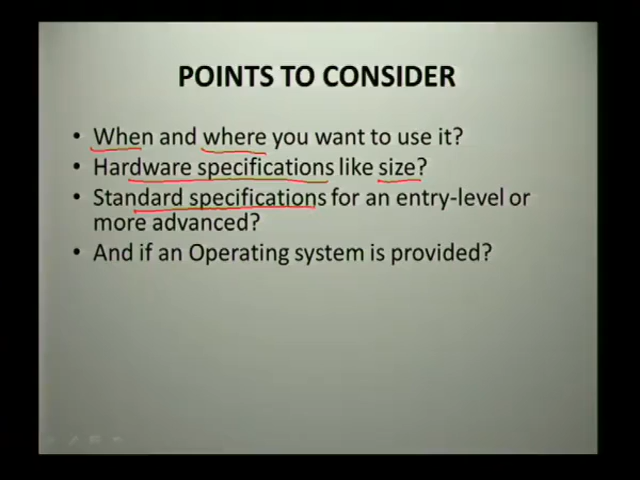 POINTS TO CONSIDER
• When and where you want to use it?
• Hardware specifications like size?
• Standard specifications for an entry-level or
more advanced?
• And if an Operating system is provided?